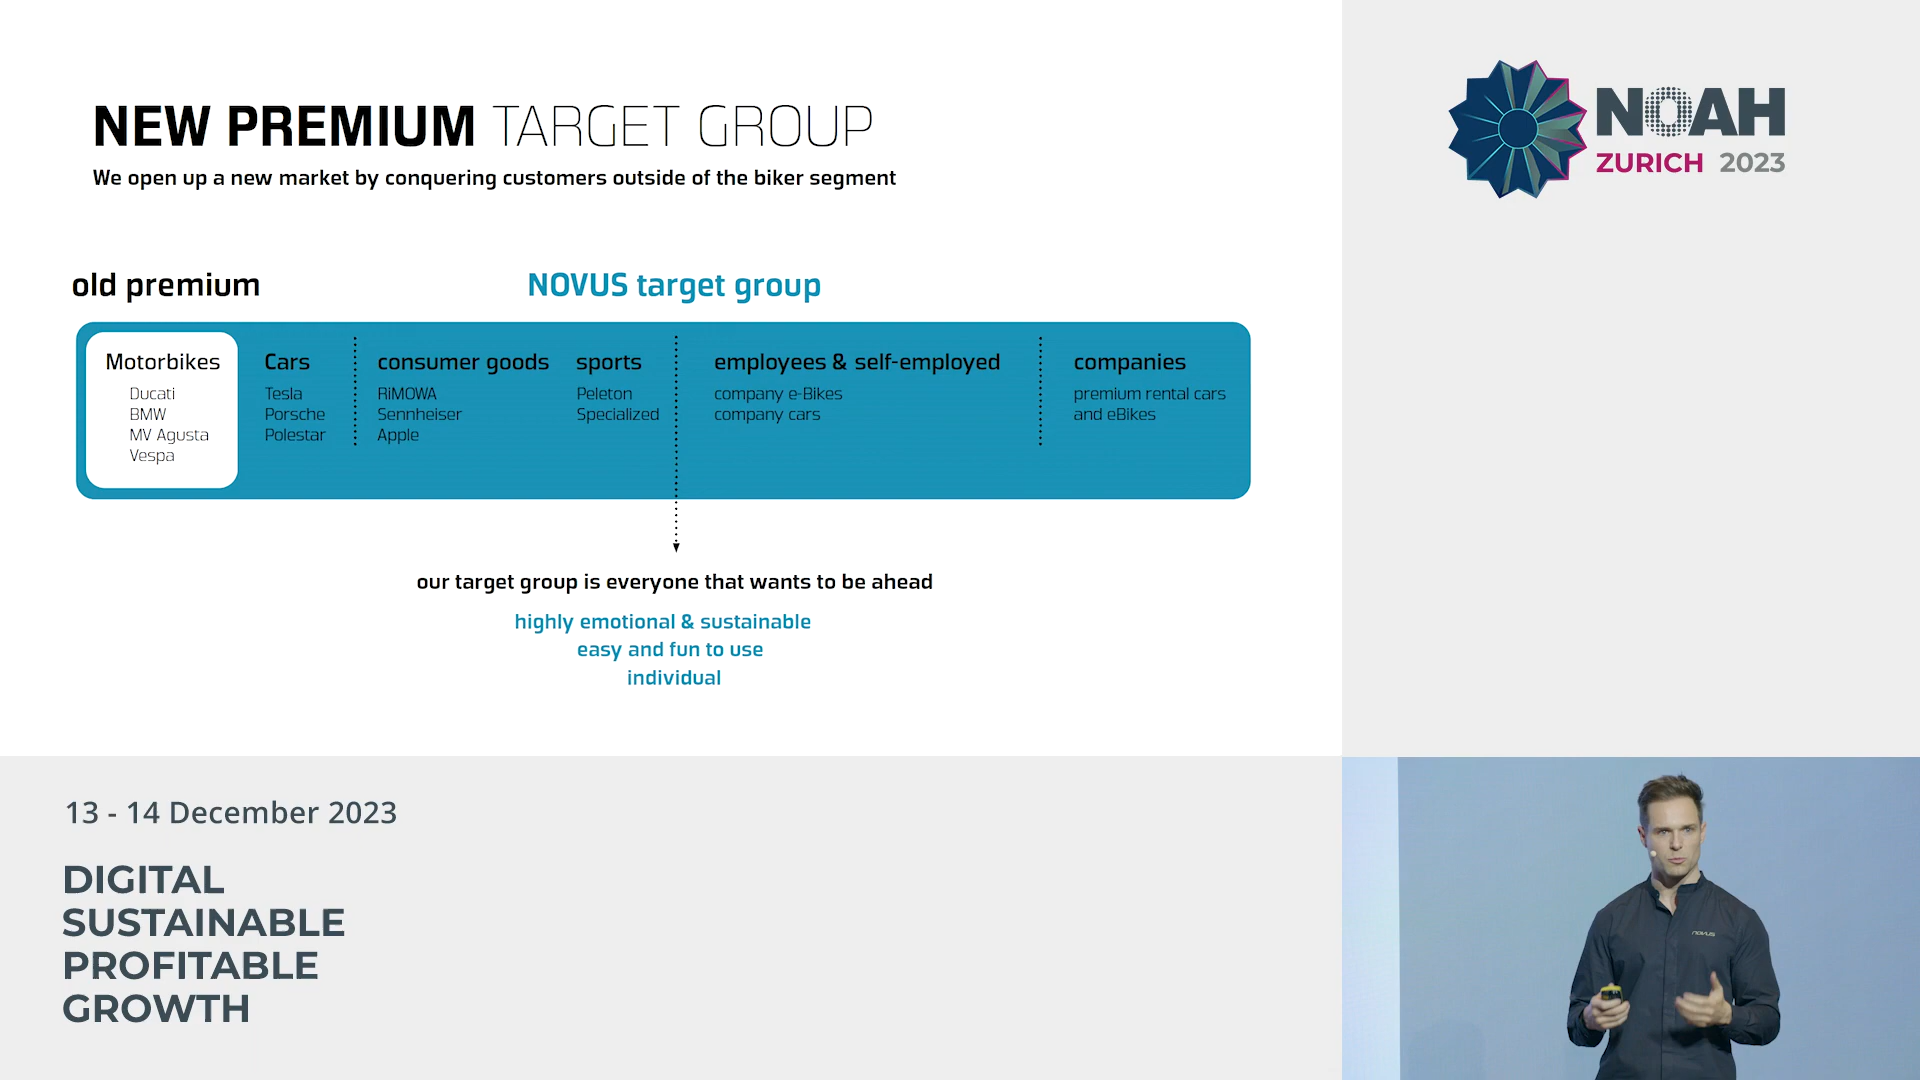 NEW PREMIUM TARGET GROUP
We open up a new market by conquering customers outside of the biker segment
old premium
NOVUS target group
Motorbikes
Ducati
BMW
MV Agusta
Vespa
Cars
Tesla
Porsche
Polestar
consumer goods
RiMOWA
Sennheiser
Apple
sports
Peleton
Specialized
employees & self-employed
company e-Bikes
company cars
companies
premium rental cars
and eBikes
our target group is everyone that wants to be ahead
highly emotional & sustainable
easy and fun to use
individual
NOAH
ZURICH 2023
13 - 14 December 2023
DIGITAL
SUSTAINABLE
PROFITABLE
GROWTH
novus